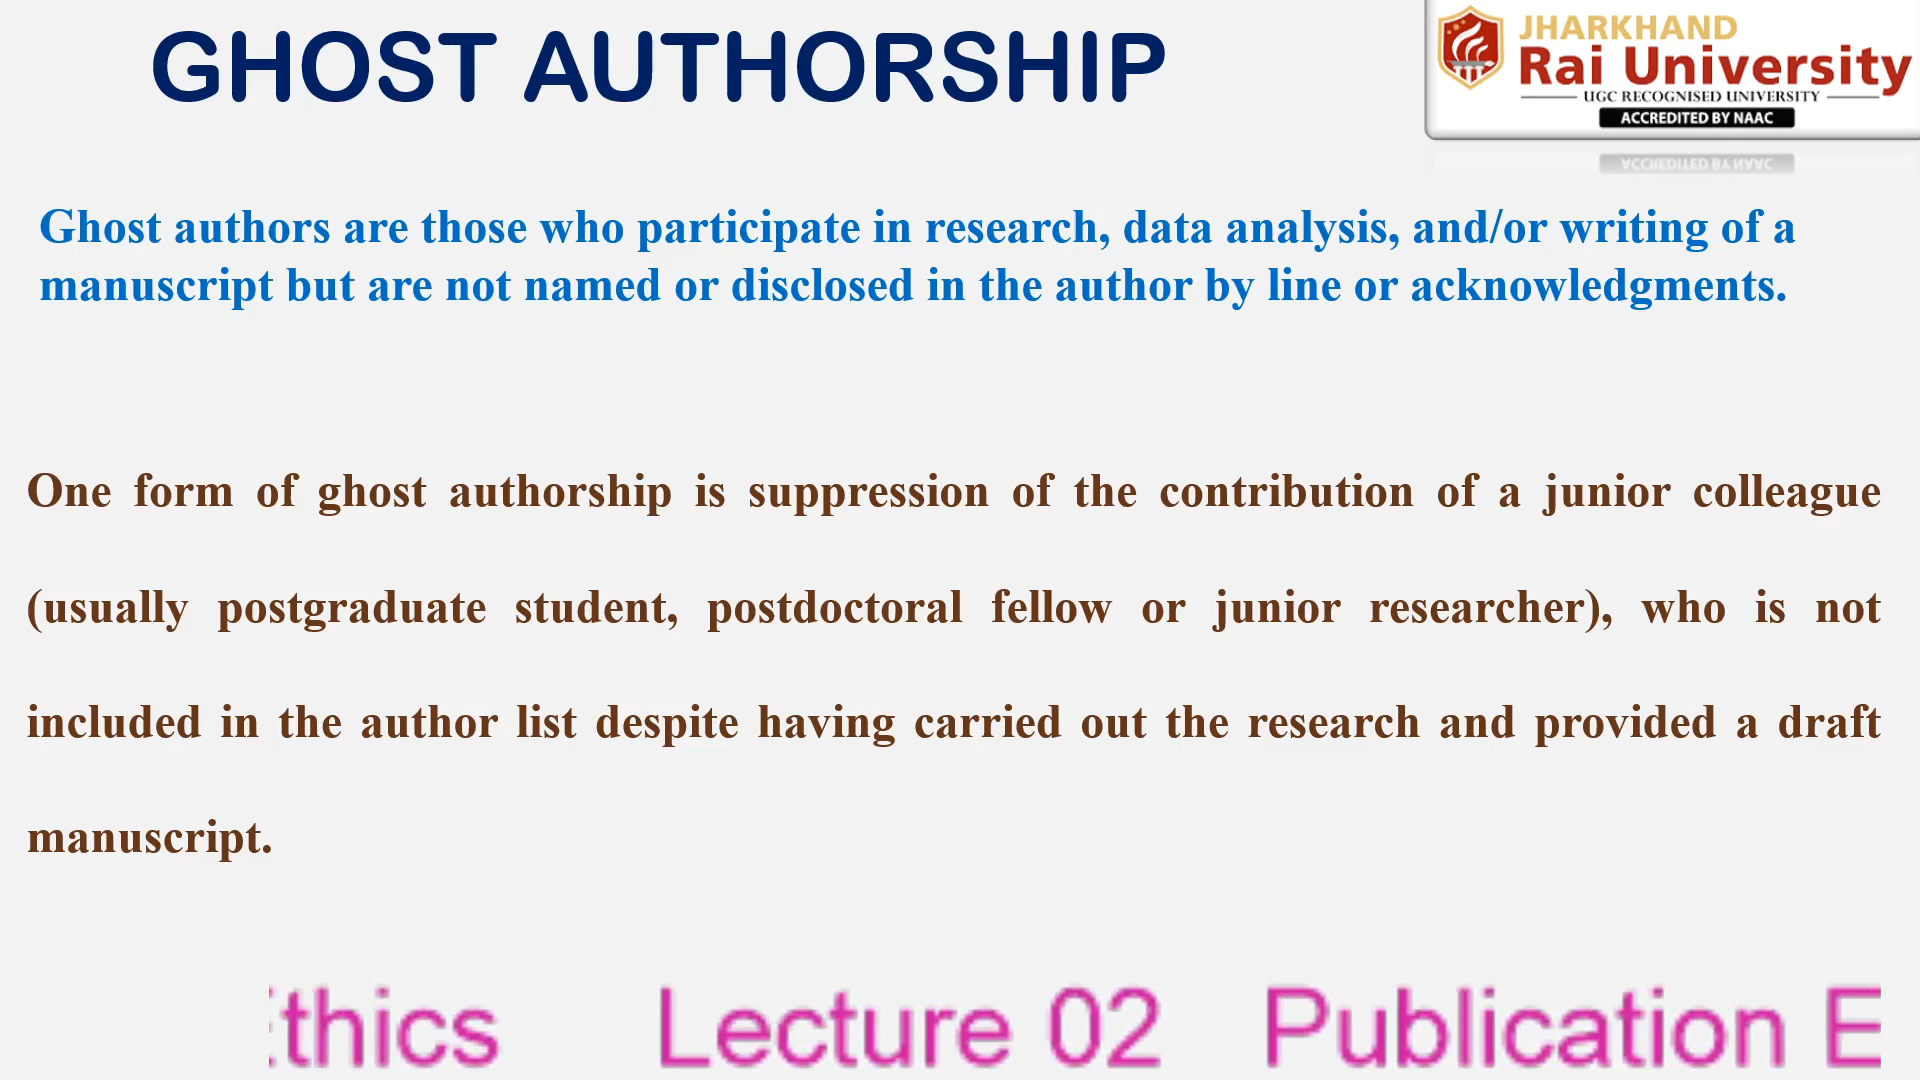 GHOST AUTHORSHIP
JHARKHAND
Rai University
UGC RECOGNISED UNIVERSITY
ACCREDITED BY NAAC
Ghost authors are those who participate in research, data analysis, and/or writing of a
manuscript but are not named or disclosed in the author by line or acknowledgments.
One form of ghost authorship is suppression of the contribution of a junior colleague
(usually postgraduate student, postdoctoral fellow or junior researcher), who is not
included in the author list despite having carried out the research and provided a draft
manuscript.
thics Lecture 02 Publication E